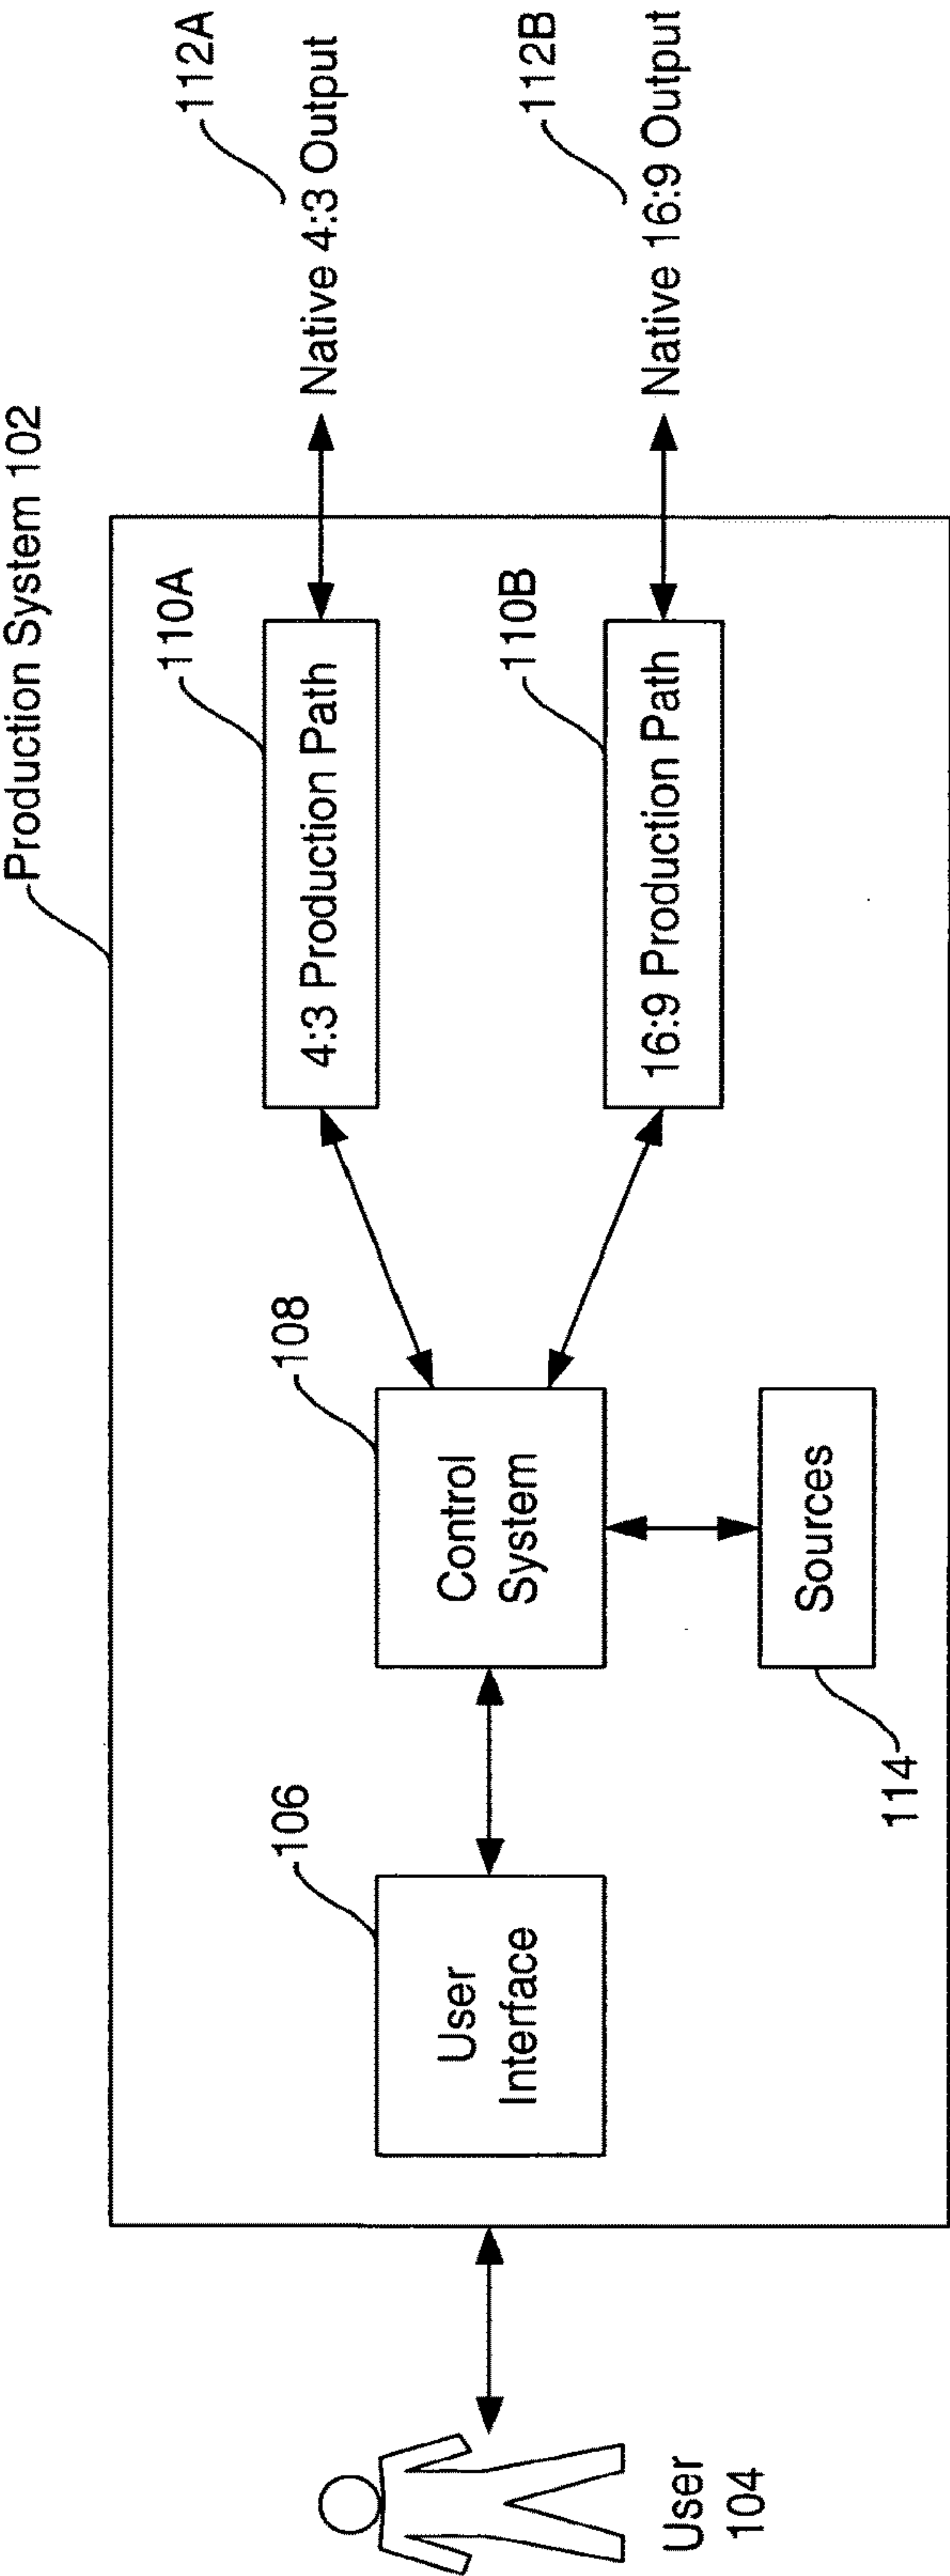 Production System 102
110A
112A
4:3 Production Path
Native 4:3 Output
106
108
User
Interface
Control
System
110B
112B
16:9 Production Path
Native 16:9 Output
Sources
114
User
104